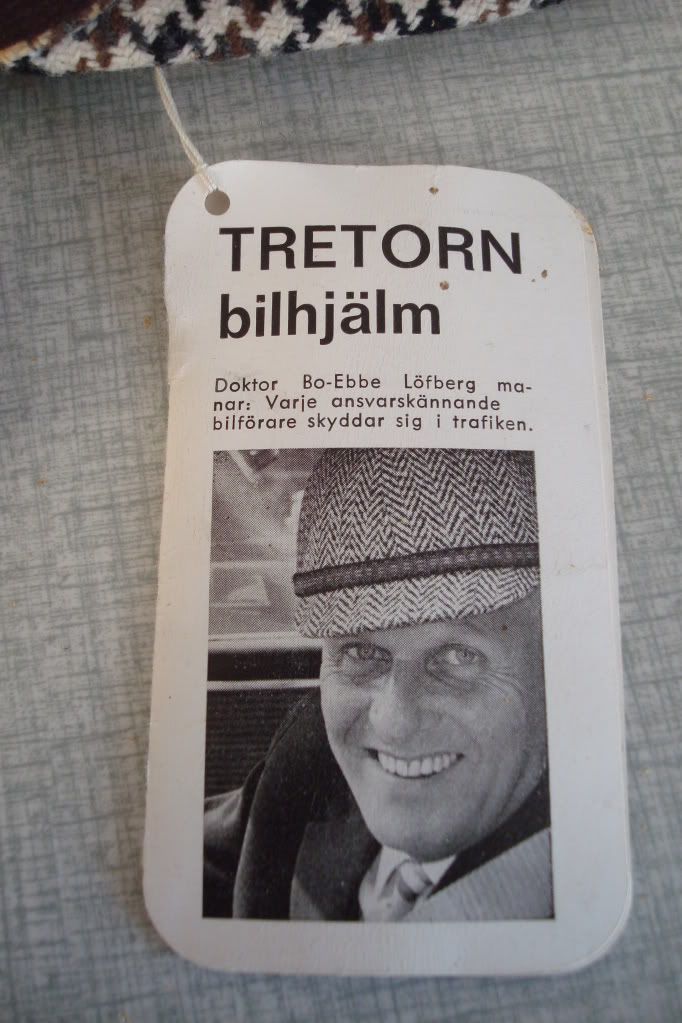 TRETORN
bilhjälm
Doktor Bo-Ebbe Löfberg ma-
nar: Varje ansvarskännande
bilförare skyddar sig i trafiken.